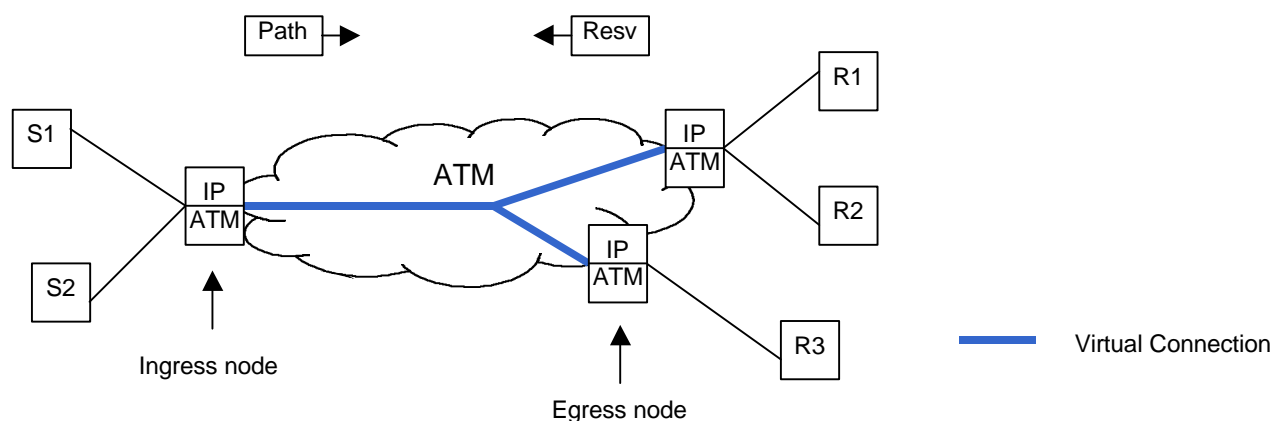 Path
Resv
R1
S1
IP
ATM
ATM
IP
ATM
R2
S2
IP
ATM
R3
Ingress node
Egress node
Virtual Connection